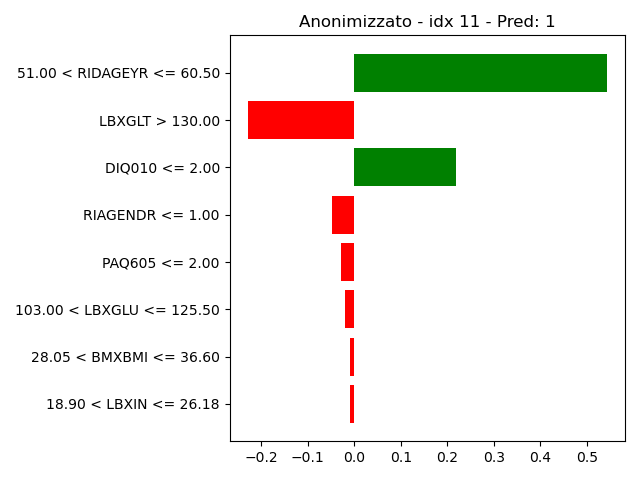 Anonimizzato - idx 11 - Pred: 1
51.00 < RIDAGEYR <= 60.50
LBXGLT > 130.00
DIQ010 <= 2.00
RIAGENDR <= 1.00
PAQ605 <= 2.00
103.00 < LBXGLU <= 125.50
28.05 < BMXBMI <= 36.60
18.90 < LBXIN <= 26.18
−0.2 −0.1 0.0 0.1 0.2 0.3 0.4 0.5